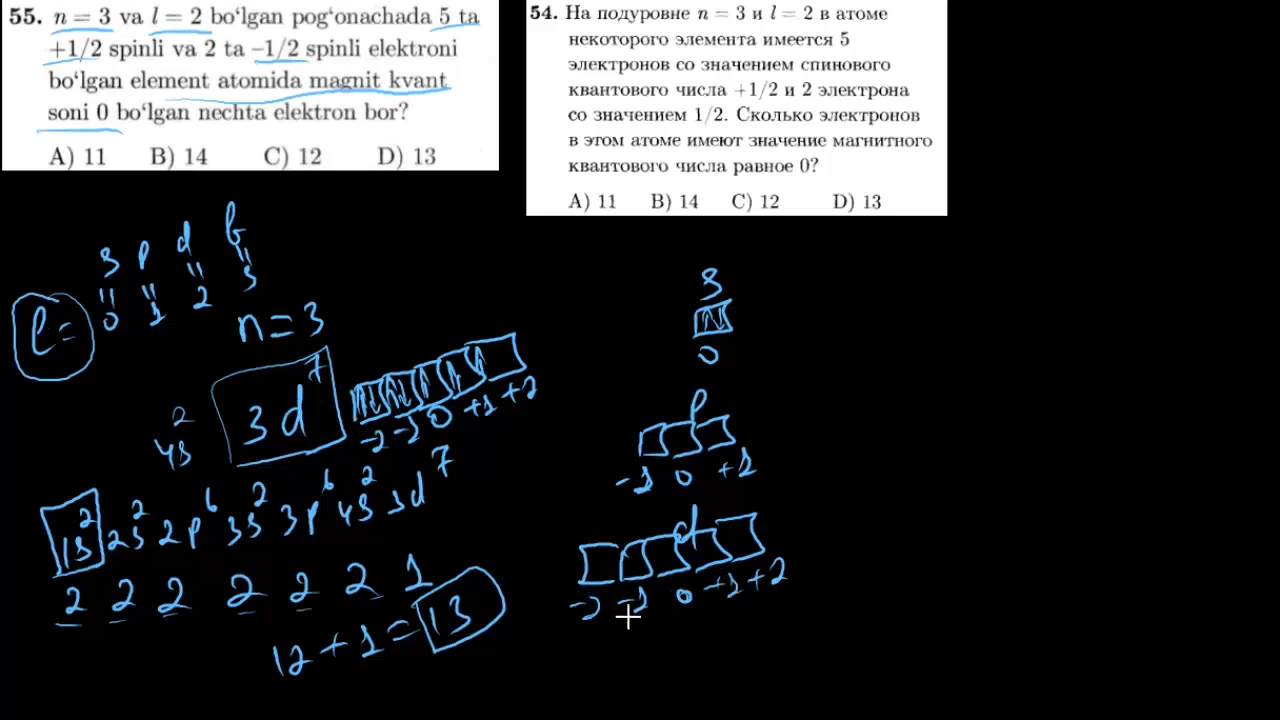 55. n = 3 va l = 2 bo‘lgan pog‘onachada 5 ta
+1/2 spinli va 2 ta –1/2 spinli elektroni
bo‘lgan element atomida magnit kvant
soni 0 bo‘lgan nechta elektron bor?
A) 11 B) 14 C) 12 D) 13
54. На подуровне n = 3 и l = 2 в атоме
некоторого элемента имеется 5
электронов со значением спинового
квантового числа +1/2 и 2 электрона
со значением 1/2. Сколько электронов
в этом атоме имеют значение магнитного
квантового числа равное 0?
A) 11 B) 14 C) 12 D) 13
s p d f
l = 0 1 2 3
n = 3
4s² 3d⁷
-2 -1 0 +1 +2
1s² 2s² 2p⁶ 3s² 3p⁶ 4s² 3d⁷
2 2 2 2 2 2 1
12 + 1 = 13
s
0
p
-1 0 +1
d
-2 -1 0 +1 +2